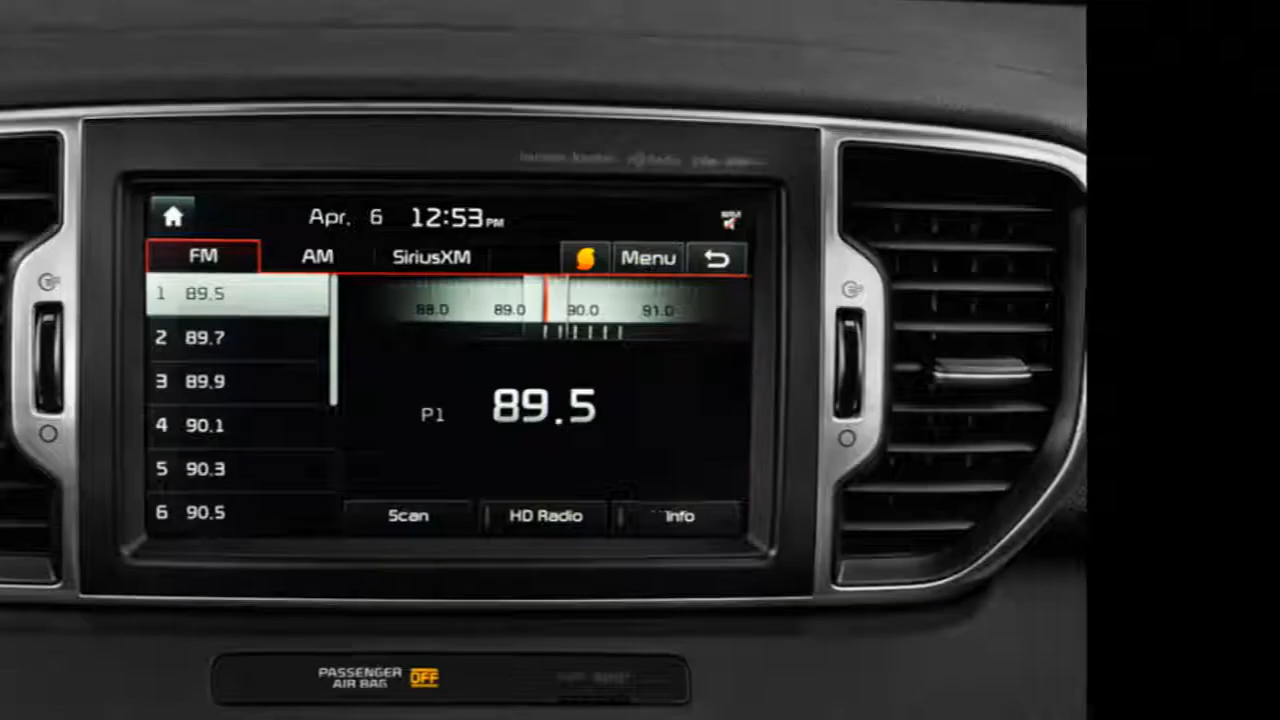 Apr. 6 12:53 PM
FM AM SiriusXM Menu
1 89.5
88.0 89.0 90.0 91.0
2 89.7
3 89.9
4 90.1
P1 89.5
5 90.3
6 90.5
Scan HD Radio Info
PASSENGER
AIR BAG OFF